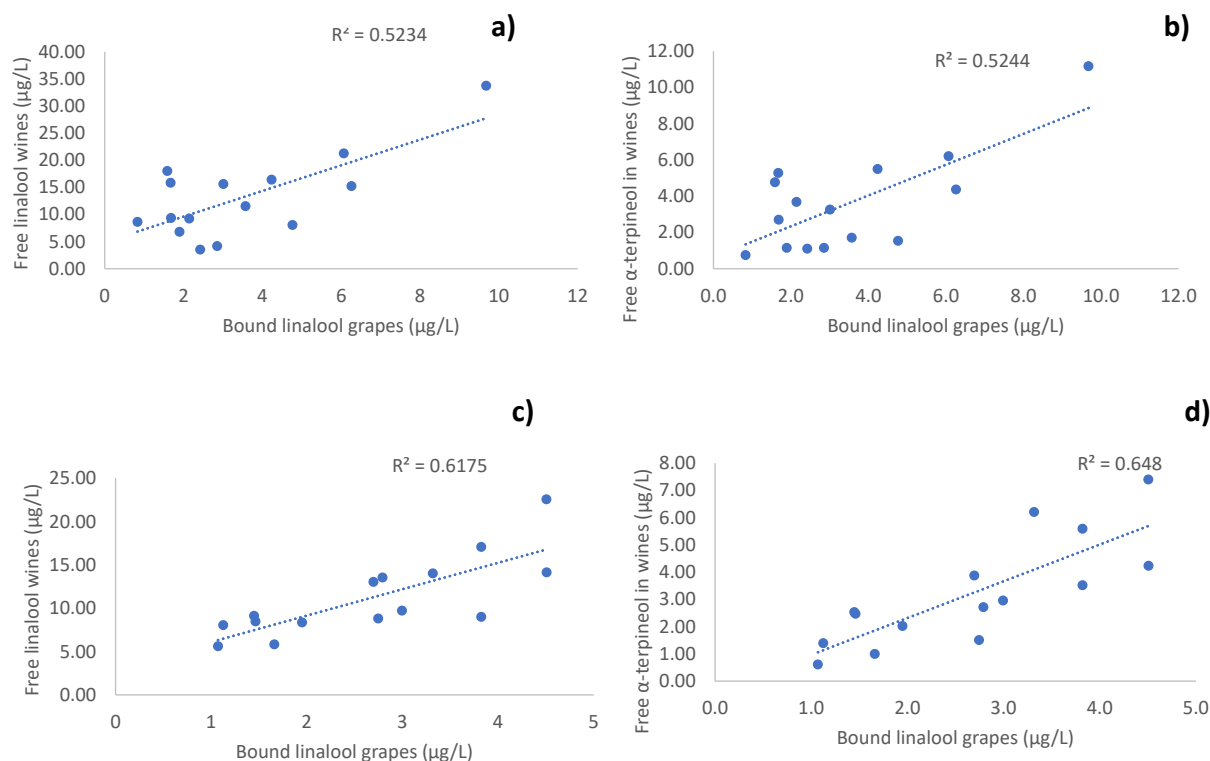 R² = 0.5234
a)
Free linalool wines (µg/L)
40.00
35.00
30.00
25.00
20.00
15.00
10.00
5.00
0.00
0 2 4 6 8 10 12
Bound linalool grapes (µg/L)
b)
R² = 0.5244
Free α-terpineol in wines (µg/L)
12.00
10.00
8.00
6.00
4.00
2.00
0.00
0.0 2.0 4.0 6.0 8.0 10.0 12.0
Bound linalool grapes (µg/L)
c)
R² = 0.6175
Free linalool wines (µg/L)
25.00
20.00
15.00
10.00
5.00
0.00
0 1 2 3 4 5
Bound linalool grapes (µg/L)
d)
R² = 0.648
Free α-terpineol in wines (µg/L)
8.00
7.00
6.00
5.00
4.00
3.00
2.00
1.00
0.00
0.0 1.0 2.0 3.0 4.0 5.0
Bound linalool grapes (µg/L)